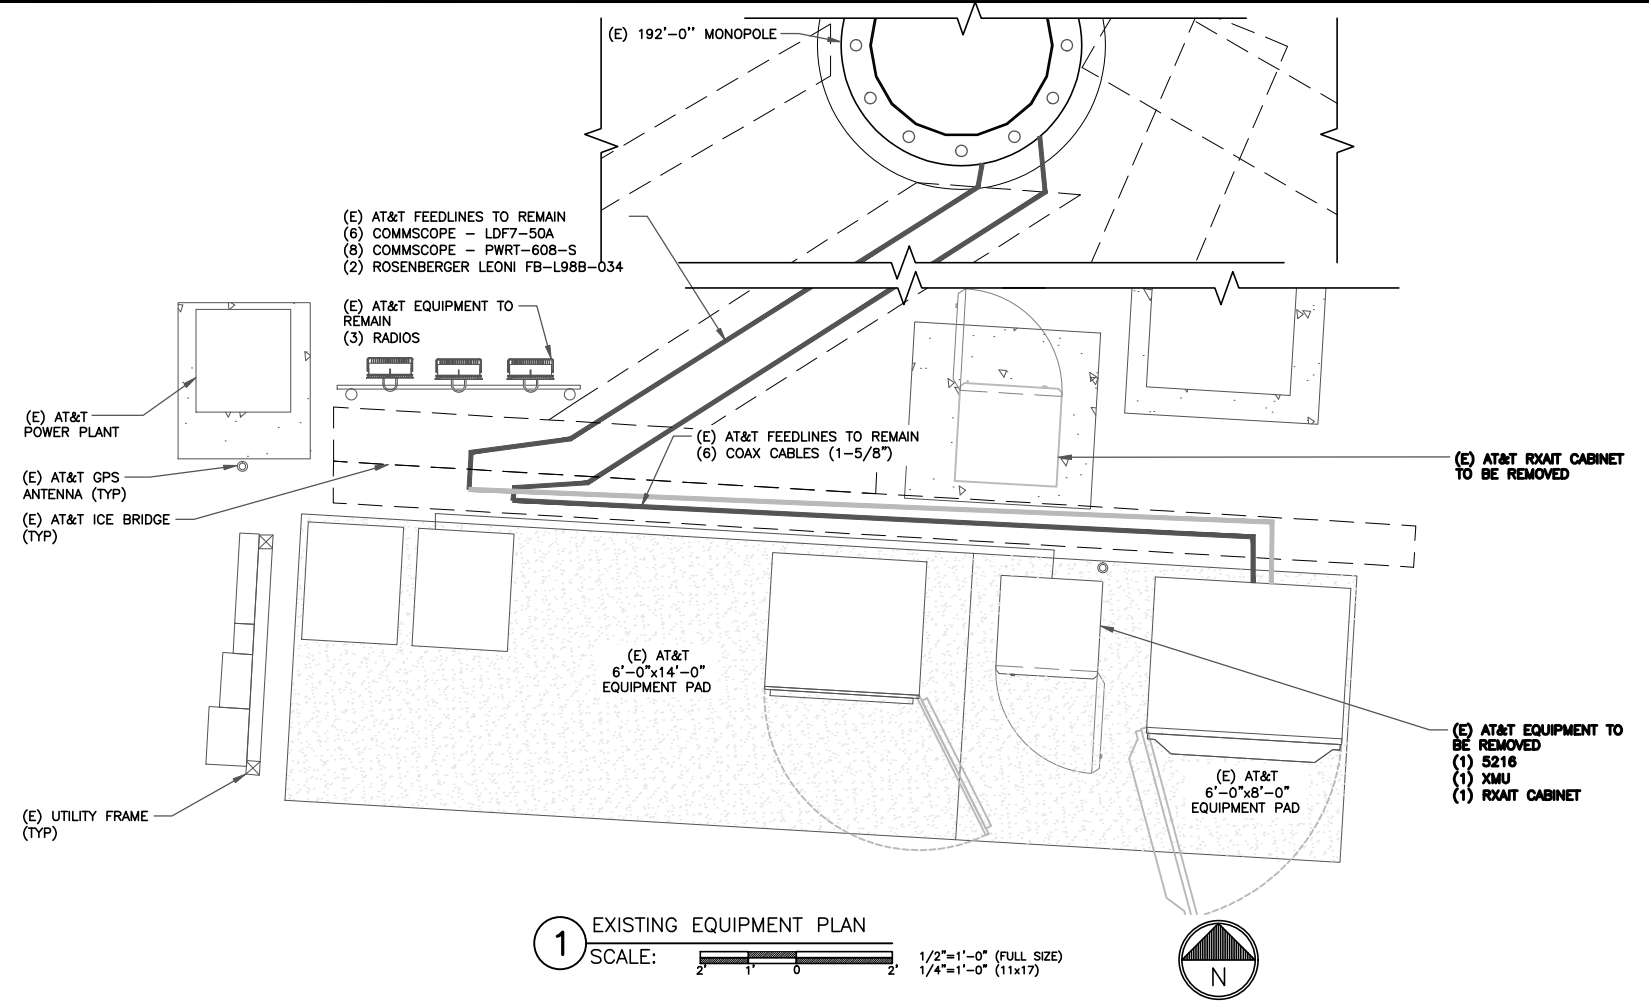 (E) 192'-0'' MONOPOLE
(E) AT&T FEEDLINES TO REMAIN
(6) COMMSCOPE - LDF7-50A
(8) COMMSCOPE - PWRT-608-S
(2) ROSENBERGER LEONI FB-L98B-034
(E) AT&T EQUIPMENT TO
REMAIN
(3) RADIOS
(E) AT&T
POWER PLANT
(E) AT&T GPS
ANTENNA (TYP)
(E) AT&T ICE BRIDGE
(TYP)
(E) AT&T FEEDLINES TO REMAIN
(6) COAX CABLES (1-5/8")
(E) AT&T RXAIT CABINET
TO BE REMOVED
(E) AT&T
6'-0"x14'-0"
EQUIPMENT PAD
(E) AT&T EQUIPMENT TO
BE REMOVED
(1) 5216
(1) XMU
(1) RXAIT CABINET
(E) AT&T
6'-0"x8'-0"
EQUIPMENT PAD
(E) UTILITY FRAME
(TYP)
1 EXISTING EQUIPMENT PLAN
SCALE:
2' 1' 0 2'
1/2"=1'-0" (FULL SIZE)
1/4"=1'-0" (11x17)
N